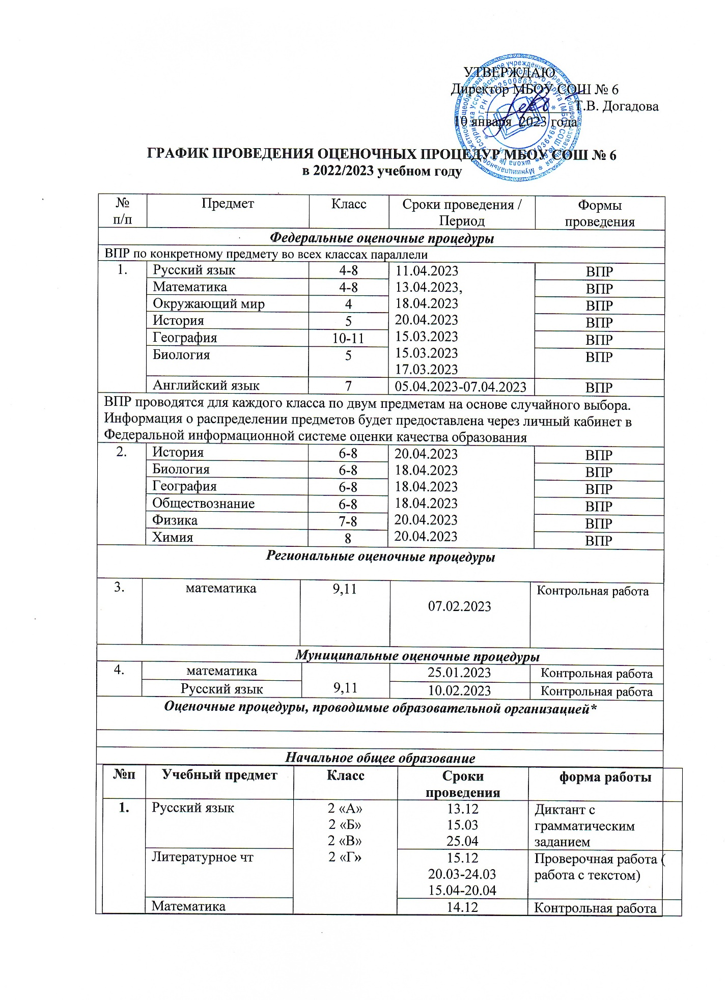 УТВЕРЖДАЮ
Директор МБОУ СОШ № 6
Т.В. Догадова
10 января 2023 года
ГРАФИК ПРОВЕДЕНИЯ ОЦЕНОЧНЫХ ПРОЦЕДУР МБОУ СОШ № 6
в 2022/2023 учебном году
№ п/п Предмет Класс Сроки проведения / Период Формы проведения
Федеральные оценочные процедуры
ВПР по конкретному предмету во всех классах параллели
1. Русский язык 4-8 11.04.2023 ВПР
Математика 4-8 13.04.2023, ВПР
Окружающий мир 4 18.04.2023 ВПР
История 5 20.04.2023 ВПР
География 10-11 15.03.2023 ВПР
Биология 5 15.03.2023 ВПР
17.03.2023
Английский язык 7 05.04.2023-07.04.2023 ВПР
ВПР проводятся для каждого класса по двум предметам на основе случайного выбора.
Информация о распределении предметов будет предоставлена через личный кабинет в
Федеральной информационной системе оценки качества образования
2. История 6-8 20.04.2023 ВПР
Биология 6-8 18.04.2023 ВПР
География 6-8 18.04.2023 ВПР
Обществознание 6-8 18.04.2023 ВПР
Физика 7-8 20.04.2023 ВПР
Химия 8 20.04.2023 ВПР
Региональные оценочные процедуры
3. математика 9,11 07.02.2023 Контрольная работа
Муниципальные оценочные процедуры
4. математика 25.01.2023 Контрольная работа
Русский язык 9,11 10.02.2023 Контрольная работа
Оценочные процедуры, проводимые образовательной организацией*
Начальное общее образование
№п Учебный предмет Класс Сроки проведения форма работы
1. Русский язык 2 «А» 13.12 Диктант с
2 «Б» 15.03 грамматическим
2 «В» 25.04 заданием
Литературное чт 2 «Г» 15.12 Проверочная работа (
20.03-24.03 работа с текстом)
15.04-20.04
Математика 14.12 Контрольная работа